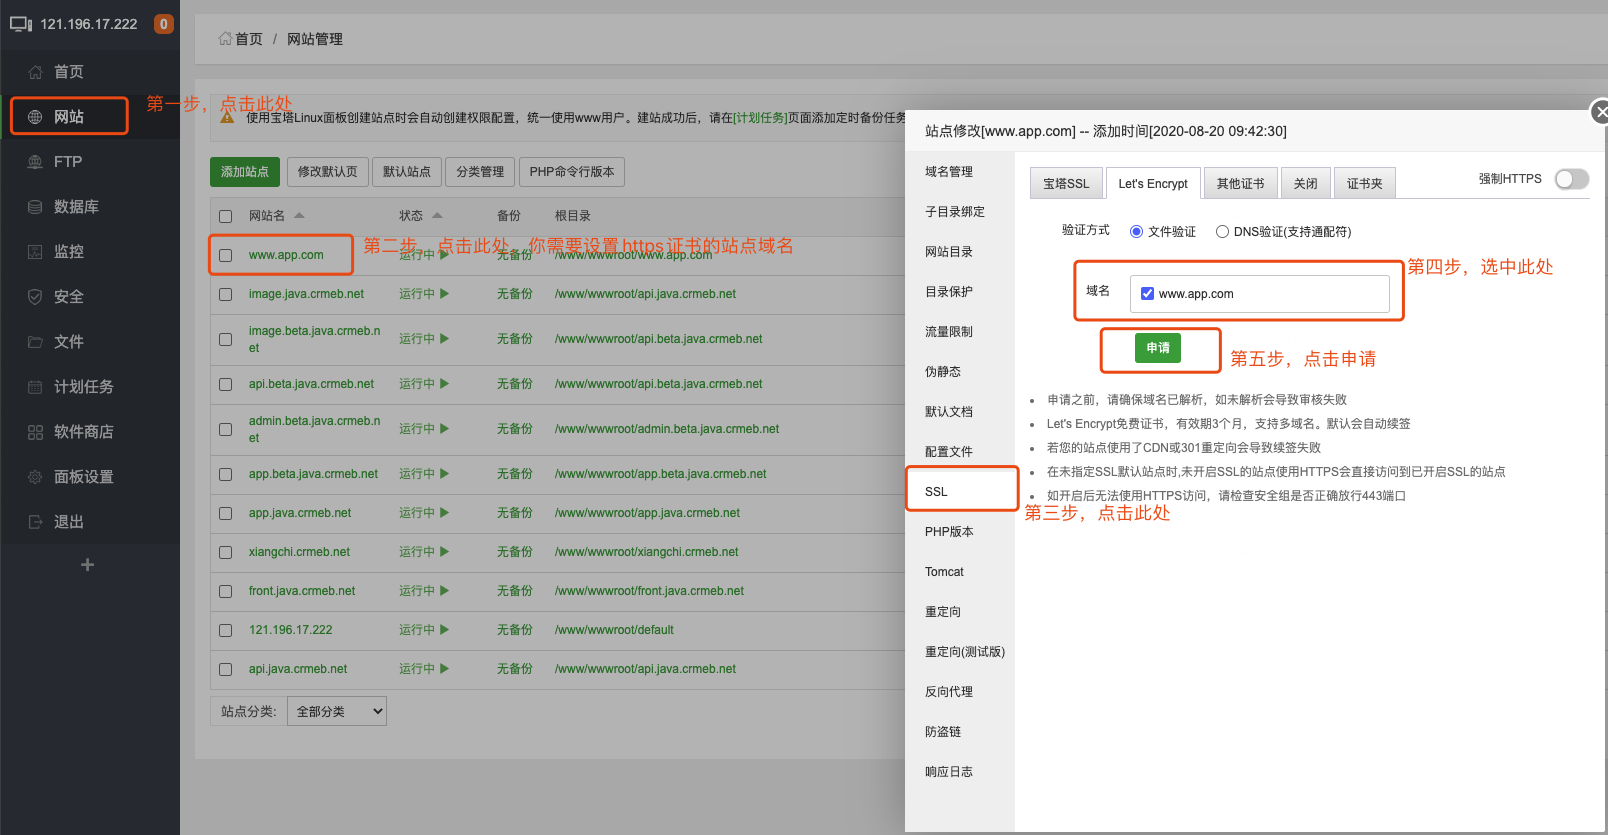 121.196.17.222 0
首页
网站
FTP
数据库
监控
安全
文件
计划任务
软件商店
面板设置
退出
+
首页 / 网站管理
第一步，点击此处
使用宝塔Linux面板创建站点时会自动创建权限配置，统一使用www用户。建站成功后，请在[计划任务]页面添加定时备份任务
添加站点 修改默认页 默认站点 分类管理 PHP命令行版本
网站名 状态 备份 根目录
第二步，点击此处，你需要设置https证书的站点域名
www.app.com 运行中 无备份 /www/wwwroot/www.app.com
image.java.crmeb.net 运行中 无备份 /www/wwwroot/api.java.crmeb.net
image.beta.java.crmeb.n
et 运行中 无备份 /www/wwwroot/api.beta.java.crmeb.net
api.beta.java.crmeb.net 运行中 无备份 /www/wwwroot/api.beta.java.crmeb.net
admin.beta.java.crmeb.n
et 运行中 无备份 /www/wwwroot/admin.beta.java.crmeb.net
app.beta.java.crmeb.net 运行中 无备份 /www/wwwroot/app.beta.java.crmeb.net
app.java.crmeb.net 运行中 无备份 /www/wwwroot/app.java.crmeb.net
xiangchi.crmeb.net 运行中 无备份 /www/wwwroot/xiangchi.crmeb.net
front.java.crmeb.net 运行中 无备份 /www/wwwroot/front.java.crmeb.net
121.196.17.222 运行中 无备份 /www/wwwroot/default
api.java.crmeb.net 运行中 无备份 /www/wwwroot/api.java.crmeb.net
站点分类: 全部分类
站点修改[www.app.com] -- 添加时间[2020-08-20 09:42:30]
域名管理
子目录绑定
网站目录
目录保护
流量限制
伪静态
默认文档
配置文件
SSL
PHP版本
Tomcat
重定向
重定向(测试版)
反向代理
防盗链
响应日志
第三步，点击此处
宝塔SSL Let's Encrypt 其他证书 关闭 证书夹 强制HTTPS
验证方式 文件验证 DNS验证(支持通配符)
第四步，选中此处
域名 www.app.com
申请
第五步，点击申请
申请之前，请确保域名已解析，如未解析会导致审核失败
Let's Encrypt免费证书，有效期3个月，支持多域名。默认会自动续签
若您的站点使用了CDN或301重定向会导致续签失败
在未指定SSL默认站点时,未开启SSL的站点使用HTTPS会直接访问到已开启SSL的站点
如开启后无法使用HTTPS访问，请检查安全组是否正确放行443端口